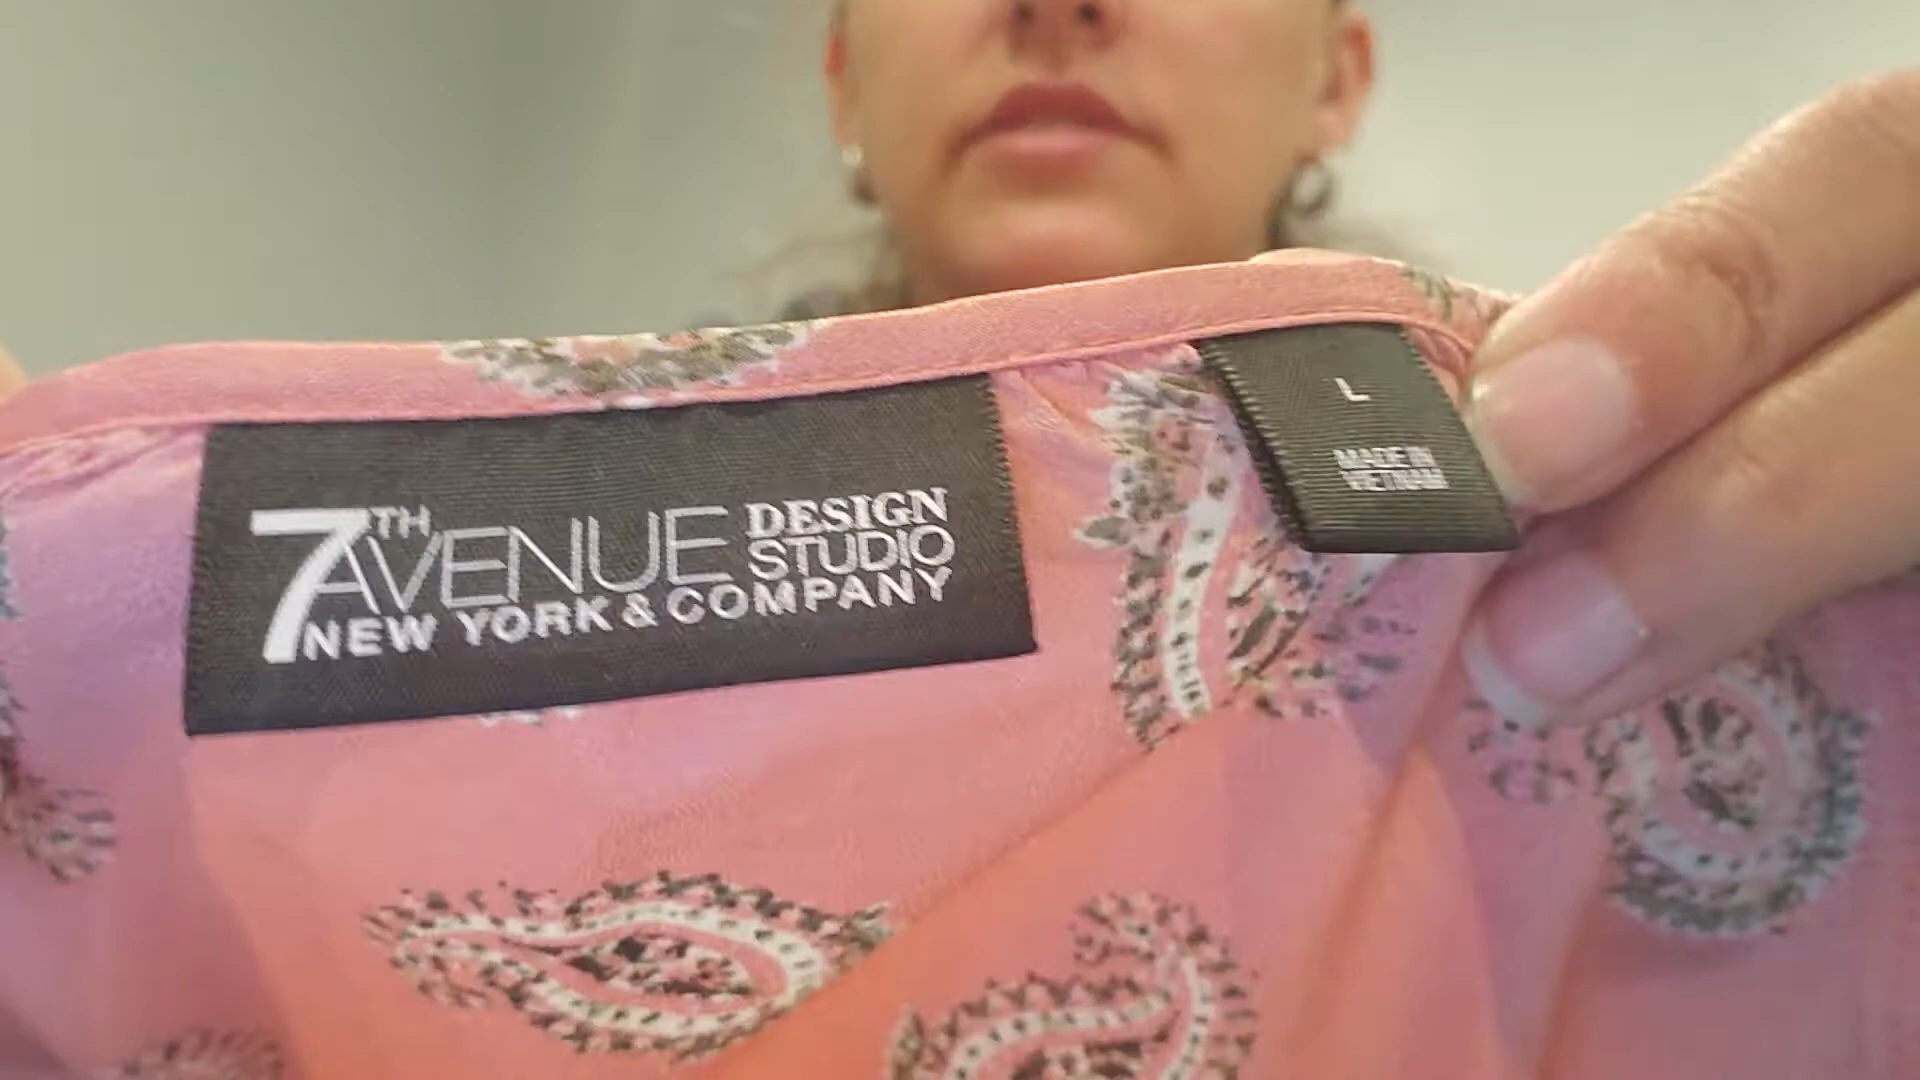 7TH AVENUE DESIGN STUDIO
NEW YORK & COMPANY
L
MADE IN
VIETNAM